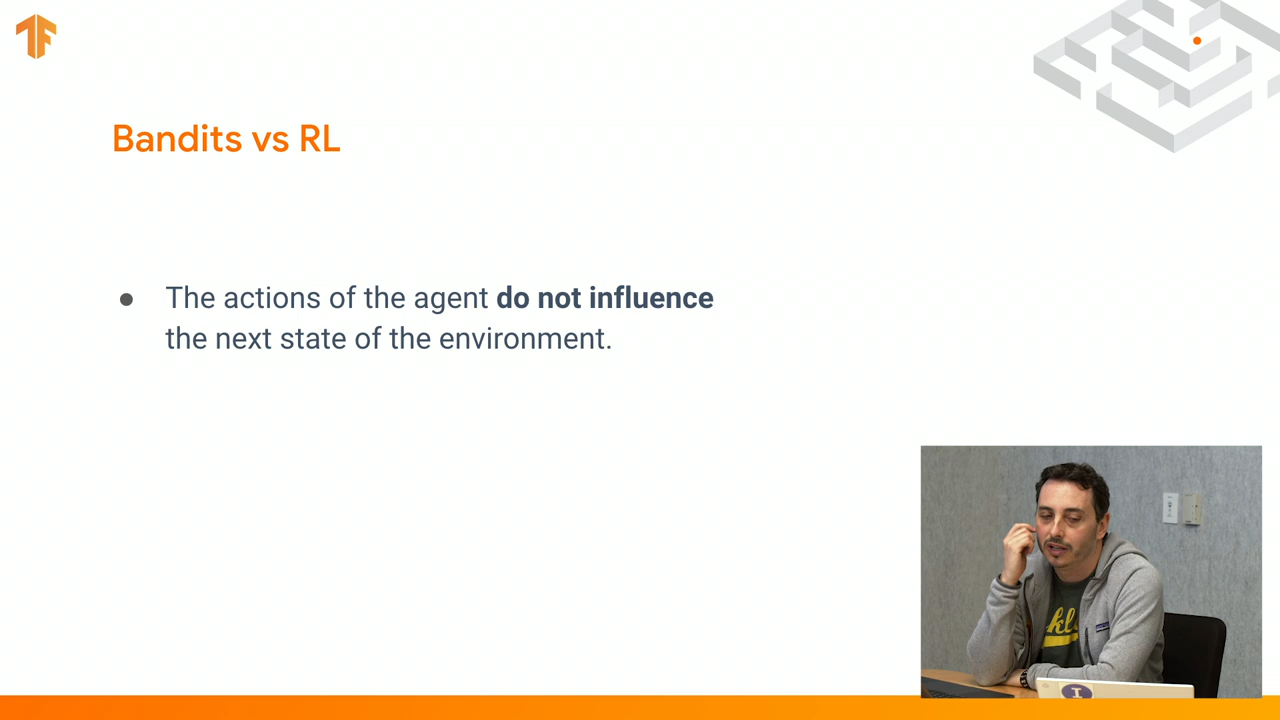 Bandits vs RL
● The actions of the agent do not influence
the next state of the environment.